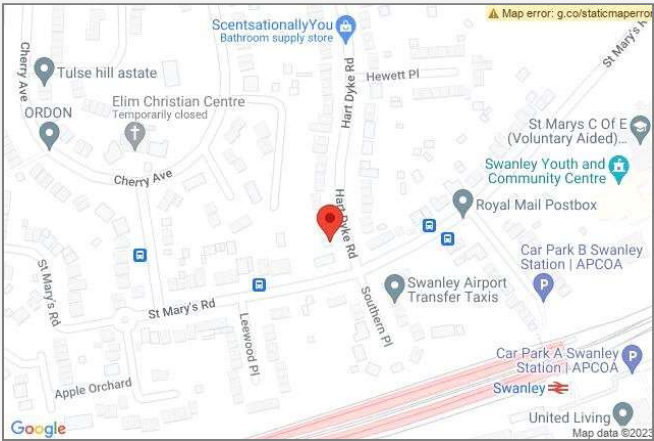 Map error: g.co/staticmaperror
ScentsationallyYou
Bathroom supply store
St Mary's R
Cherry Ave
Tulse hill astate
Hart Dyke Rd
Hewett Pl
ORDON
Elim Christian Centre
Temporarily closed
St Marys C Of E
(Voluntary Aided)...
Swanley Youth and
Community Centre
Cherry Ave
Royal Mail Postbox
Hart Dyke Rd
Car Park B Swanley
Station | APCOA
St Mary's Rd
Swanley Airport
Transfer Taxis
St Mary's Rd
Southern Pl
Leewood Pl
Car Park A Swanley
Station | APCOA
Apple Orchard
Swanley
United Living
Google
Map data ©2023